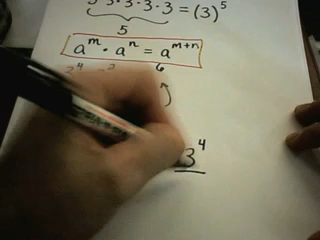 3 · 3 · 3 · 3 · 3 = (3)⁵
5
aᵐ · aⁿ = aᵐ⁺ⁿ
6
3⁴